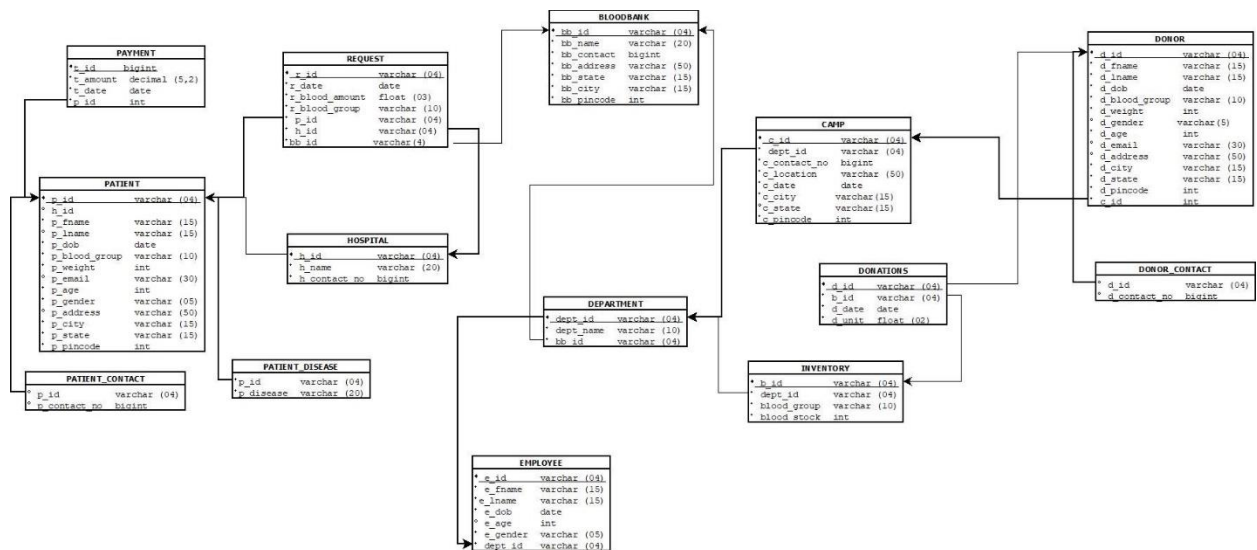 PAYMENT
t_id bigint
t_amount decimal (5,2)
t_date date
p_id int
REQUEST
r_id varchar (04)
r_date date
r_blood_amount float (03)
r_blood_group varchar (10)
p_id varchar (04)
h_id varchar(04)
bb_id varchar(4)
BLOODBANK
bb_id varchar (04)
bb_name varchar (20)
bb_contact bigint
bb_address varchar (50)
bb_state varchar (15)
bb_city varchar (15)
bb_pincode int
DONOR
d_id varchar (04)
d_fname varchar (15)
d_lname varchar (15)
d_dob date
d_blood_group varchar (10)
d_weight int
d_gender varchar(5)
d_age int
d_email varchar (30)
d_address varchar (50)
d_city varchar (15)
d_state varchar (15)
d_pincode int
c_id int
CAMP
c_id varchar (04)
dept_id varchar (04)
c_contact_no bigint
c_location varchar (50)
c_date date
c_city varchar(15)
c_state varchar(15)
c_pincode int
PATIENT
p_id varchar (04)
h_id
p_fname varchar (15)
p_lname varchar (15)
p_dob date
p_blood_group varchar (10)
p_weight int
p_email varchar (30)
p_age int
p_gender varchar (05)
p_address varchar (50)
p_city varchar (15)
p_state varchar (15)
p_pincode int
HOSPITAL
h_id varchar (04)
h_name varchar (20)
h_contact_no bigint
DONATIONS
d_id varchar (04)
b_id varchar (04)
d_date date
d_unit float (02)
DONOR_CONTACT
d_id varchar (04)
d_contact_no bigint
DEPARTMENT
dept_id varchar (04)
dept_name varchar (10)
bb_id varchar (04)
PATIENT_CONTACT
p_id varchar (04)
p_contact_no bigint
PATIENT_DISEASE
p_id varchar (04)
p_disease varchar (20)
INVENTORY
b_id varchar (04)
dept_id varchar (04)
blood_group varchar (10)
blood_stock int
EMPLOYEE
e_id varchar (04)
e_fname varchar (15)
e_lname varchar (15)
e_dob date
e_age int
e_gender varchar (05)
dept_id varchar (04)